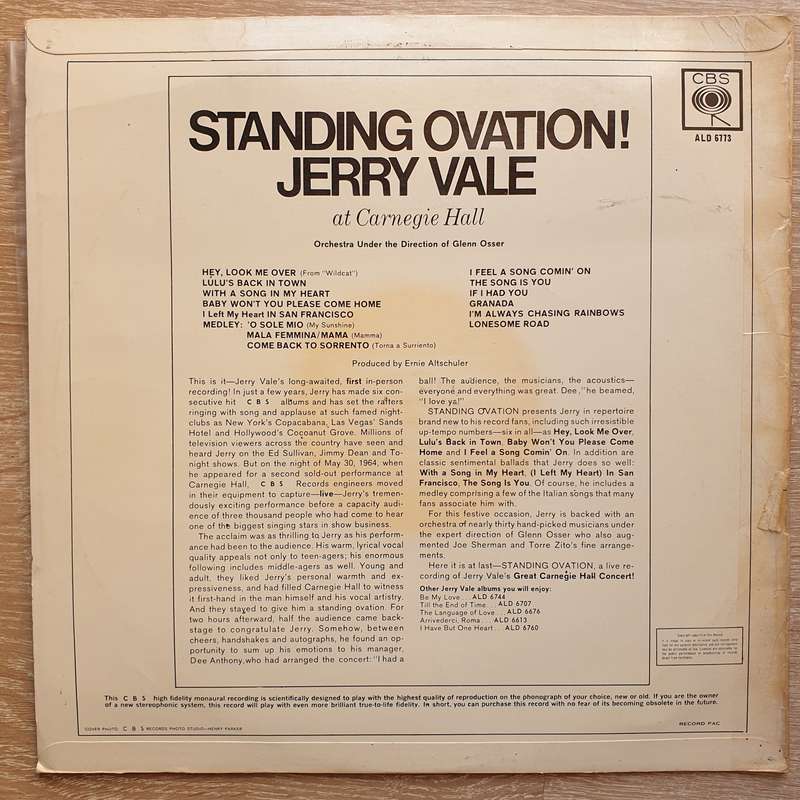 CBS
ALD 6773
STANDING OVATION!
JERRY VALE
at Carnegie Hall
Orchestra Under the Direction of Glenn Osser
HEY, LOOK ME OVER (From "Wildcat")
LULU'S BACK IN TOWN
WITH A SONG IN MY HEART
BABY WON'T YOU PLEASE COME HOME
I Left My Heart IN SAN FRANCISCO
MEDLEY: 'O SOLE MIO (My Sunshine)
MALA FEMMINA/MAMA (Mamma)
COME BACK TO SORRENTO (Torna a Surriento)
I FEEL A SONG COMIN' ON
THE SONG IS YOU
IF I HAD YOU
GRANADA
I'M ALWAYS CHASING RAINBOWS
LONESOME ROAD
Produced by Ernie Altschuler
This is it—Jerry Vale's long-awaited, first in-person
recording! In just a few years, Jerry has made six con-
secutive hit CBS albums and has set the rafters
ringing with song and applause at such famed night-
clubs as New York's Copacabana, Las Vegas' Sands
Hotel and Hollywood's Cocoanut Grove. Millions of
television viewers across the country have seen and
heard Jerry on the Ed Sullivan, Jimmy Dean and To-
night shows. But on the night of May 30, 1964, when
he appeared for a second sold-out performance at
Carnegie Hall, CBS Records engineers moved
in their equipment to capture—live—Jerry's tremen-
dously exciting performance before a capacity audi-
ence of three thousand people who had come to hear
one of the biggest singing stars in show business.
The acclaim was as thrilling to Jerry as his perform-
ance had been to the audience. His warm, lyrical vocal
quality appeals not only to teen-agers; his enormous
following includes middle-agers as well. Young and
adult, they liked Jerry's personal warmth and ex-
pressiveness, and had filled Carnegie Hall to witness
it first-hand in the man himself and his vocal artistry.
And they stayed to give him a standing ovation. For
two hours afterward, half the audience came back-
stage to congratulate Jerry. Somehow, between
cheers, handshakes and autographs, he found an op-
portunity to sum up his emotions to his manager,
Dee Anthony, who had arranged the concert: "I had a
ball! The audience, the musicians, the acoustics—
everyone and everything was great. Dee," he beamed,
"I love ya!"
STANDING OVATION presents Jerry in repertoire
brand new to his record fans, including such irresistible
up-tempo numbers—six in all—as Hey, Look Me Over,
Lulu's Back in Town, Baby Won't You Please Come
Home and I Feel a Song Comin' On. In addition are
classic sentimental ballads that Jerry does so well:
With a Song in My Heart, (I Left My Heart) In San
Francisco, The Song Is You. Of course, he includes a
medley comprising a few of the Italian songs that many
fans associate him with.
For this festive occasion, Jerry is backed with an
orchestra of nearly thirty hand-picked musicians under
the expert direction of Glenn Osser who also aug-
mented Joe Sherman and Torre Zito's fine arrange-
ments.
Here it is at last—STANDING OVATION, a live re-
cording of Jerry Vale's Great Carnegie Hall Concert!
Other Jerry Vale albums you will enjoy:
Be My Love... ALD 6744
Till the End of Time... ALD 6707
The Language of Love... ALD 6676
Arrivederci, Roma... ALD 6613
I Have But One Heart... ALD 6760
This CBS high fidelity monaural recording is scientifically designed to play with the highest quality of reproduction on the phonograph of your choice, new or old. If you are the owner
of a new stereophonic system, this record will play with even more brilliant true-to-life fidelity. In short, you can purchase this record with no fear of its becoming obsolete in the future.
COVER PHOTO: CBS RECORDS PHOTO STUDIO—HENRY PARKER
RECORD PAC